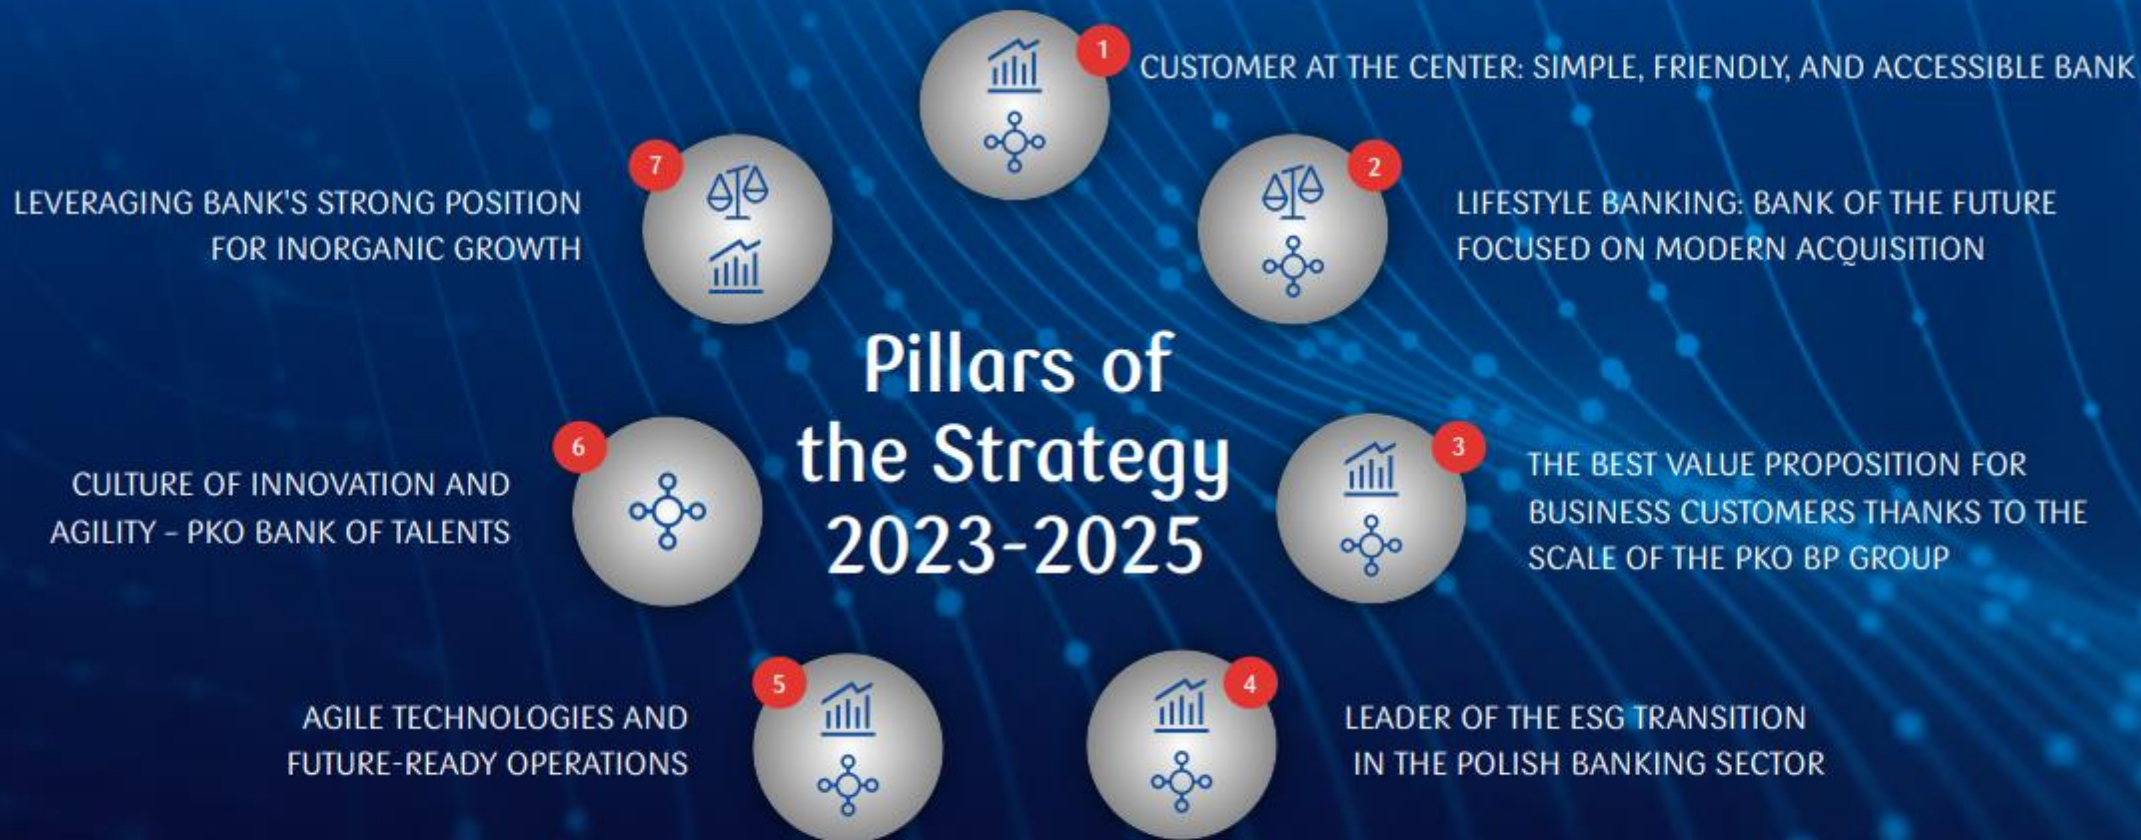 1
CUSTOMER AT THE CENTER: SIMPLE, FRIENDLY, AND ACCESSIBLE BANK
2
LIFESTYLE BANKING: BANK OF THE FUTURE
FOCUSED ON MODERN ACQUISITION
7
LEVERAGING BANK'S STRONG POSITION
FOR INORGANIC GROWTH
Pillars of
the Strategy
2023-2025
3
THE BEST VALUE PROPOSITION FOR
BUSINESS CUSTOMERS THANKS TO THE
SCALE OF THE PKO BP GROUP
6
CULTURE OF INNOVATION AND
AGILITY – PKO BANK OF TALENTS
5
AGILE TECHNOLOGIES AND
FUTURE-READY OPERATIONS
4
LEADER OF THE ESG TRANSITION
IN THE POLISH BANKING SECTOR